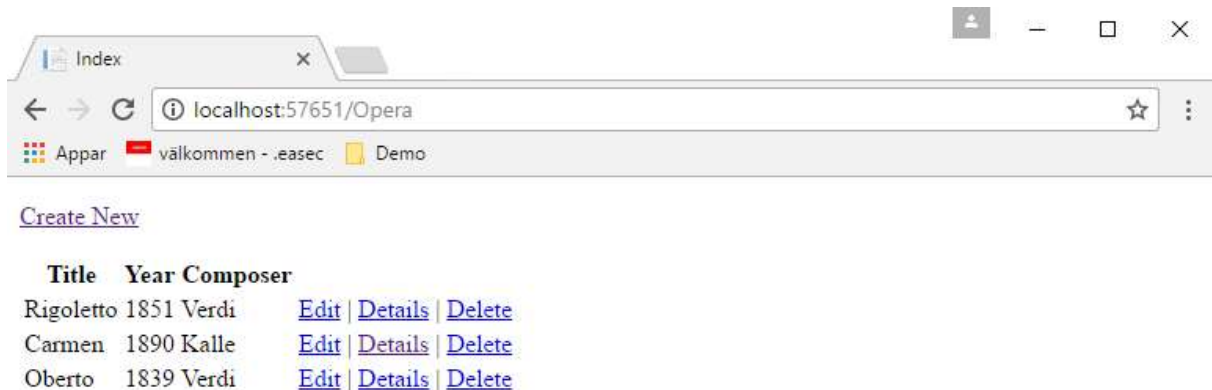 Index
localhost:57651/Opera
Appar välkommen - .easec Demo
Create New
Title Year Composer
Rigoletto 1851 Verdi Edit | Details | Delete
Carmen 1890 Kalle Edit | Details | Delete
Oberto 1839 Verdi Edit | Details | Delete